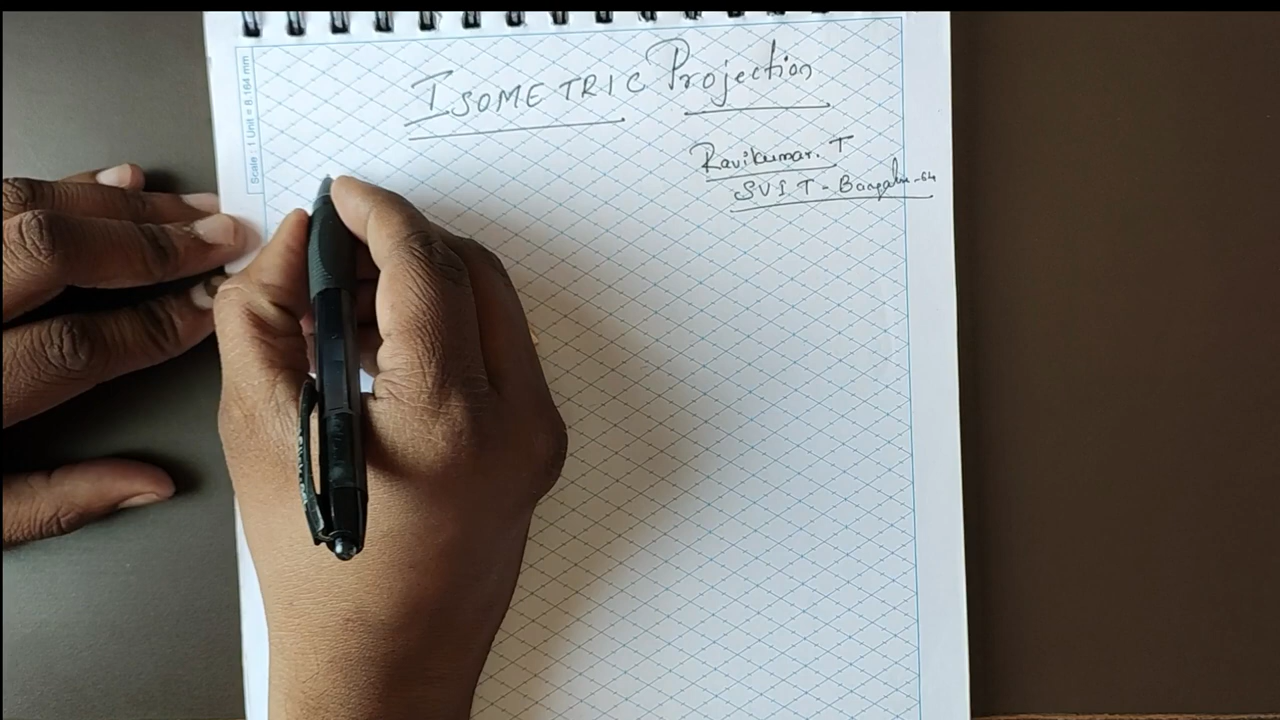 Scale : 1 Unit = 8.164 mm
ISOMETRIC Projection
Ravikumar. T
SVIT - Bangalore - 64